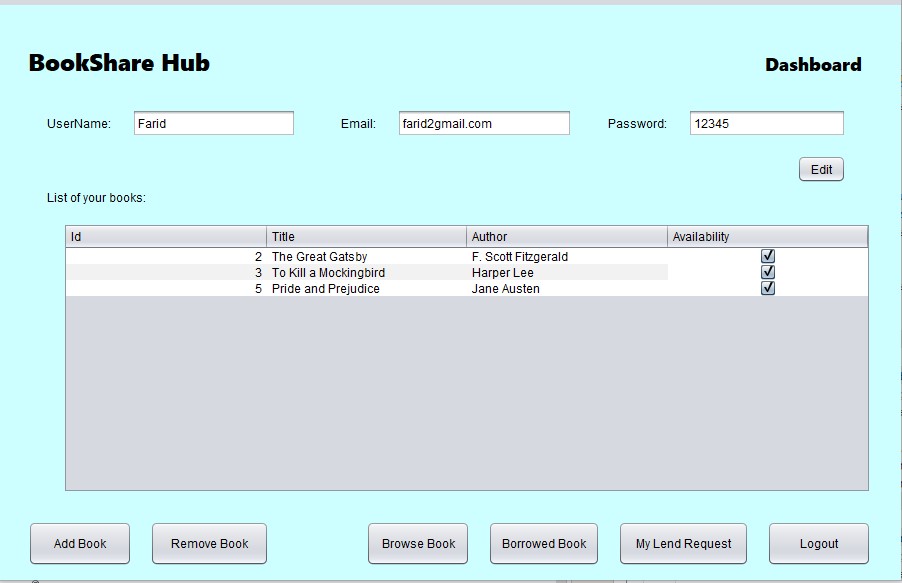 BookShare Hub Dashboard
UserName: Farid Email: farid2gmail.com Password: 12345
Edit
List of your books:
Id Title Author Availability
2 The Great Gatsby F. Scott Fitzgerald
3 To Kill a Mockingbird Harper Lee
5 Pride and Prejudice Jane Austen
Add Book Remove Book Browse Book Borrowed Book My Lend Request Logout